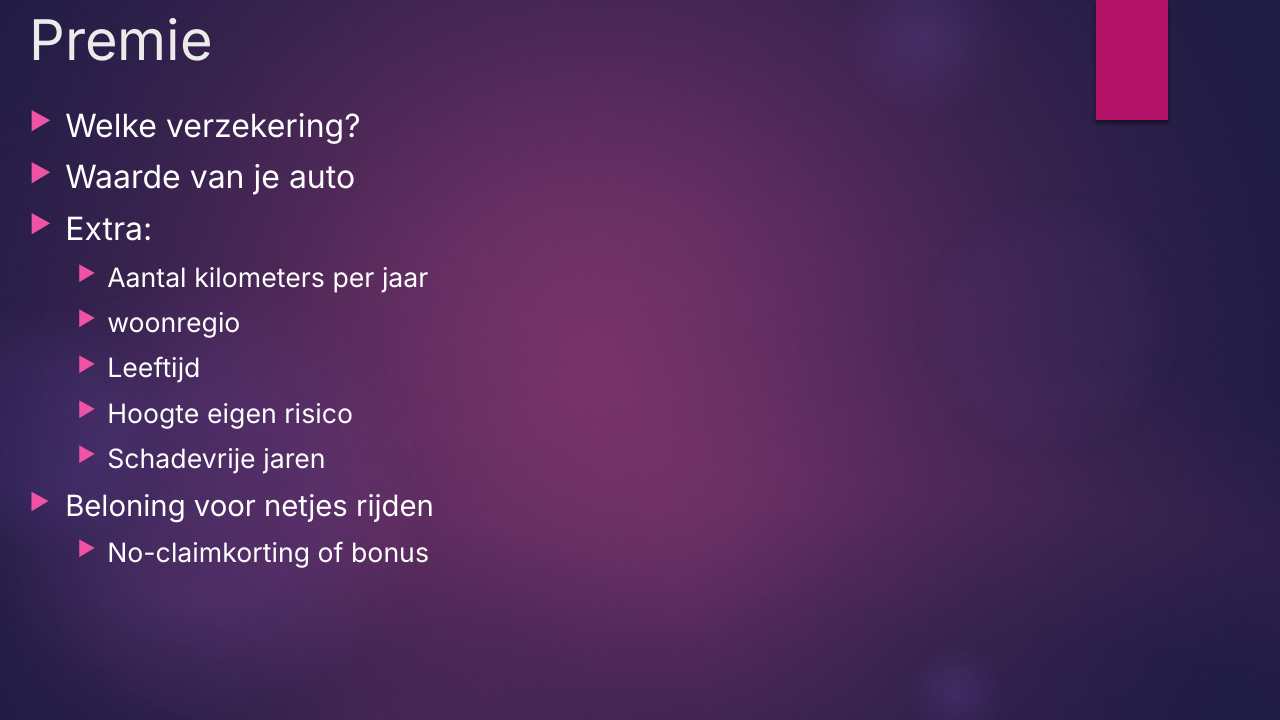 Premie
Welke verzekering?
Waarde van je auto
Extra:
Aantal kilometers per jaar
woonregio
Leeftijd
Hoogte eigen risico
Schadevrije jaren
Beloning voor netjes rijden
No-claimkorting of bonus